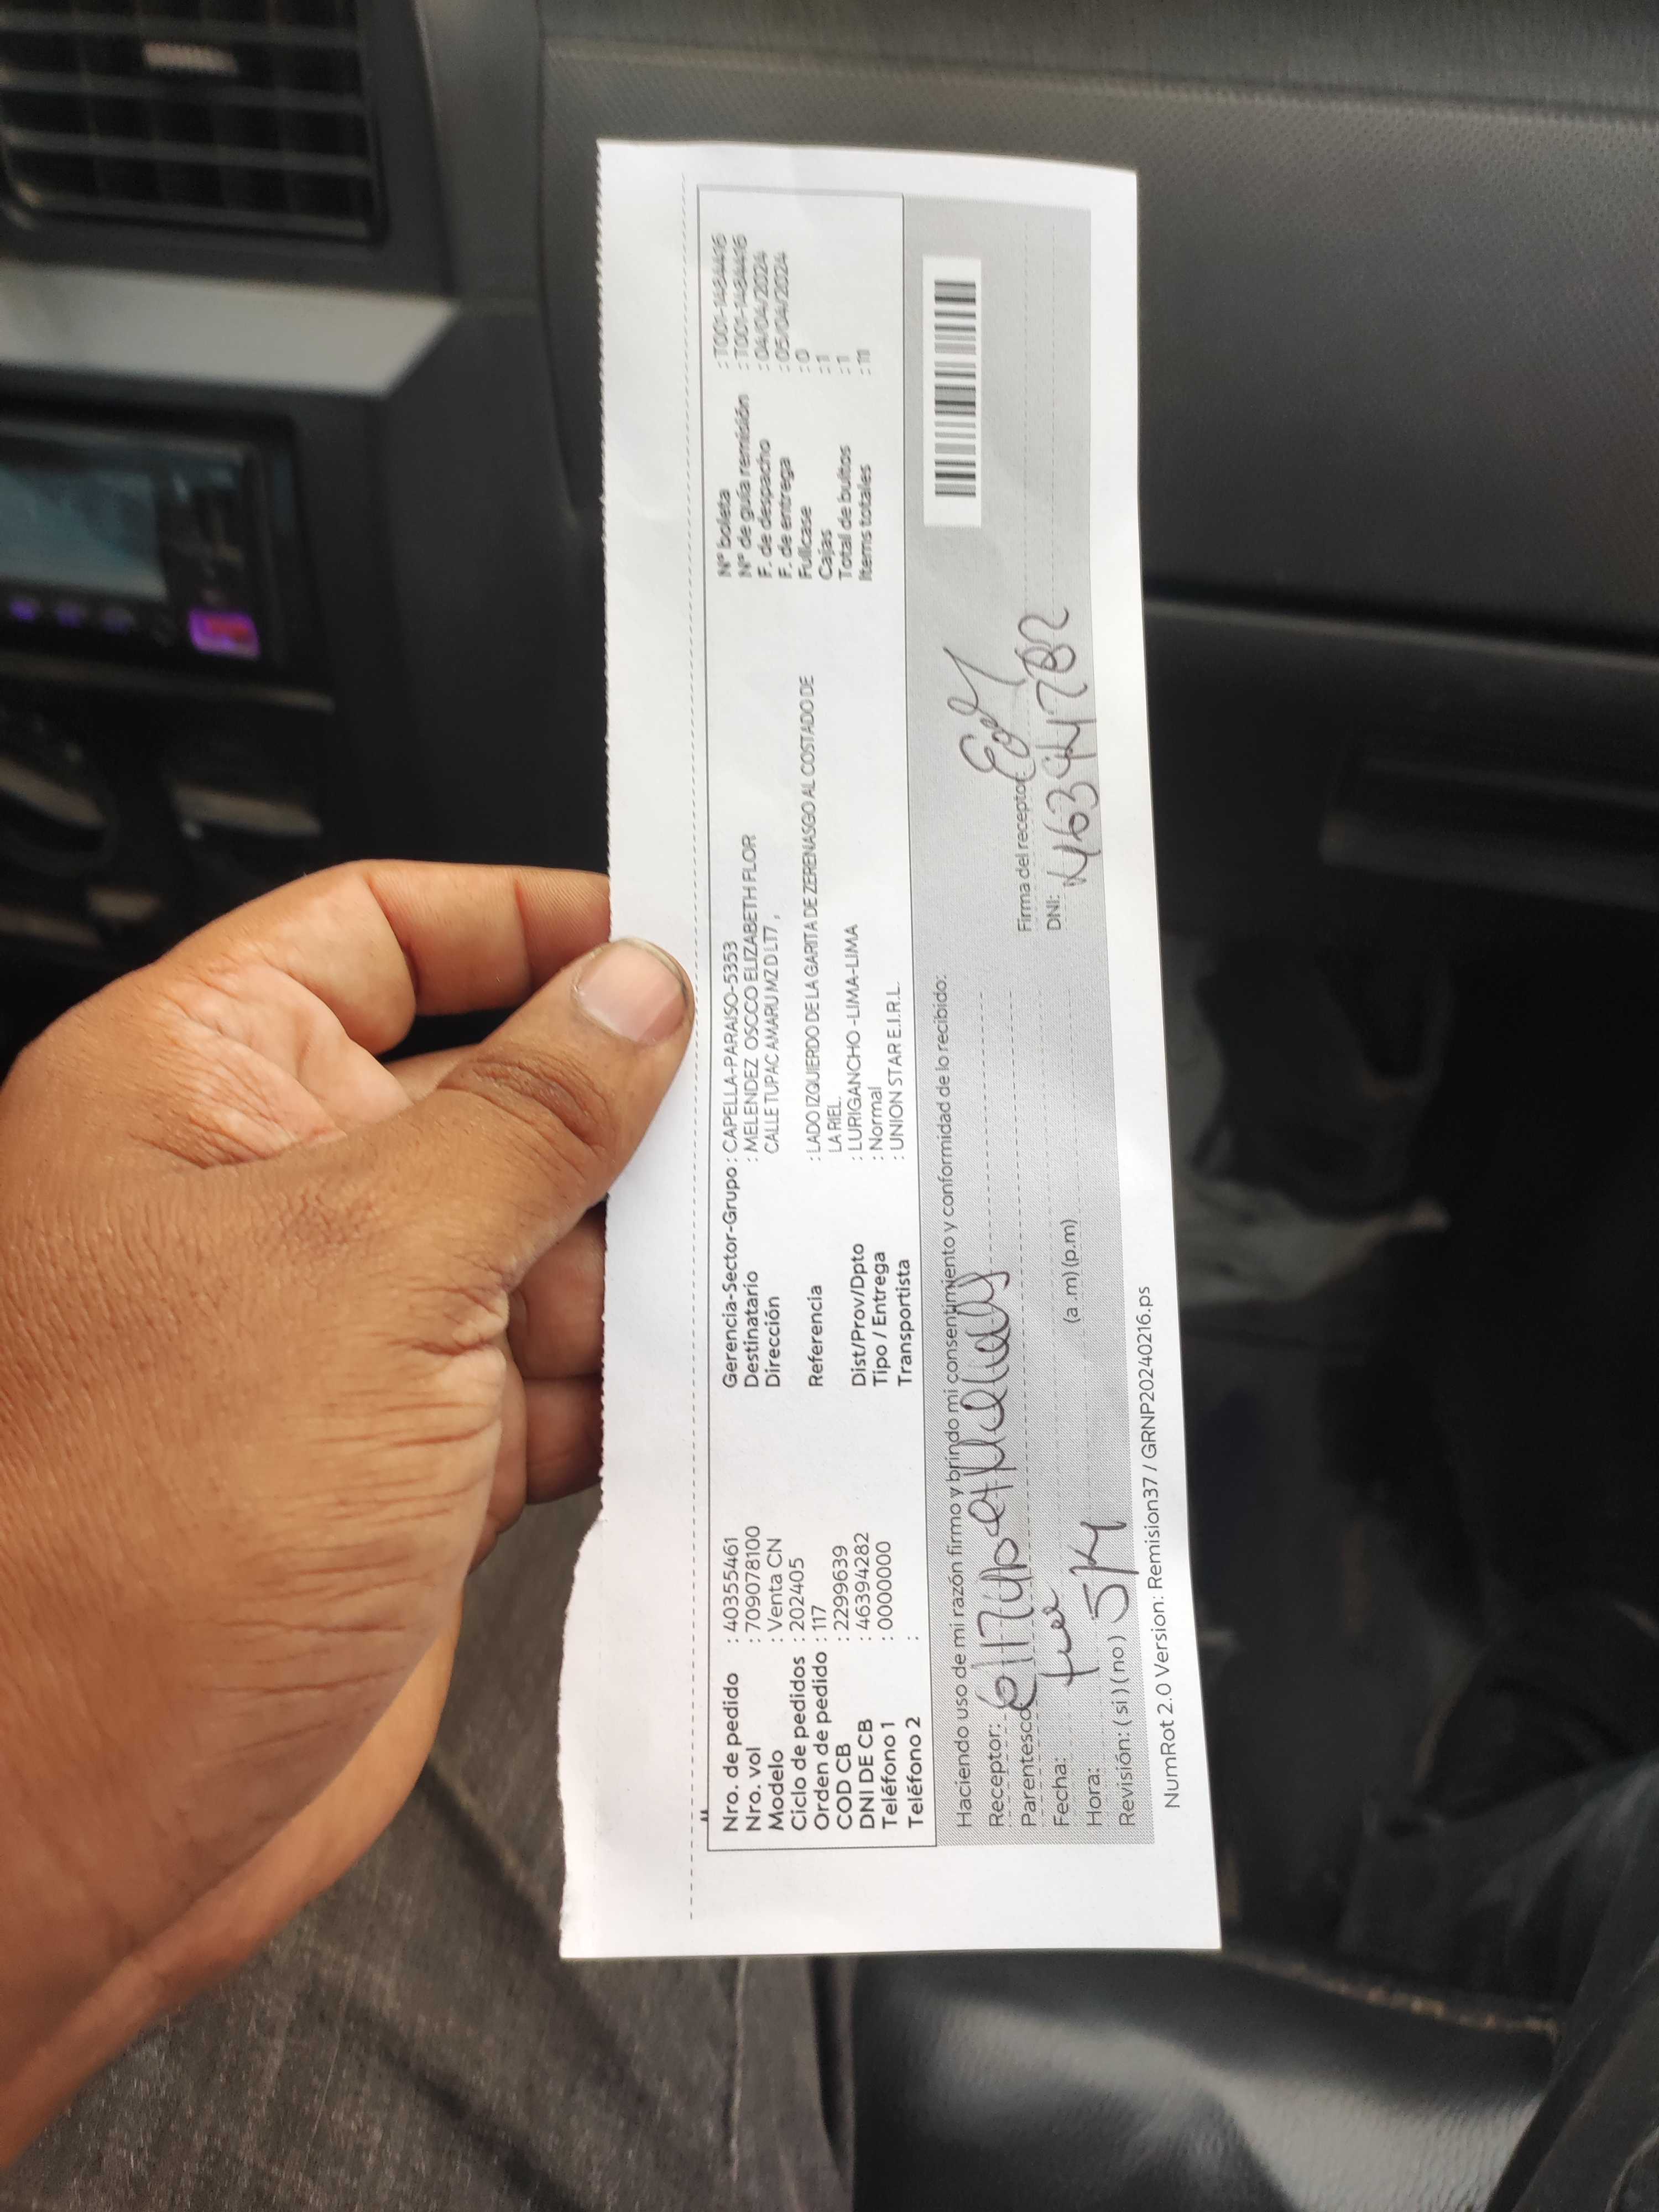 Nro. de pedido : 40355461
Nro. vol : 709078100
Modelo : Venta CN
Ciclo de pedidos : 202405
Orden de pedido : 117
COD CB : 2299639
DNI DE CB : 46394282
Teléfono 1 : 0000000
Teléfono 2 :
Gerencia-Sector-Grupo : CAPELLA-PARAISO-5353
Destinatario : MELENDEZ OSCCO ELIZABETH FLOR
Dirección CALLE TUPAC AMARU MZ D LT7 ,
Referencia : LADO IZQUIERDO DE LA GARITA DE ZERENASGO AL COSTADO DE
LA RIEL.
Dist/Prov/Dpto : LURIGANCHO -LIMA-LIMA
Tipo / Entrega : Normal
Transportista : UNION STAR E.I.R.L.
N° boleta : T001-1484416
N° de guía remisión : T001-1484416
F. de despacho : 04/04/2024
F. de entrega : 05/04/2024
Fullcase : 0
Cajas : 1
Total de bultos : 1
Items totales : 11
Haciendo uso de mi razón firmo y brindo mi consentimiento y conformidad de lo recibido:
Receptor:
Parentesco
Fecha:
Hora: (a .m) (p.m)
Revisión: ( si ) ( no )
Firma del receptor
DNI:
NumRot 2.0 Version: Remision37 / GRNP20240216.ps